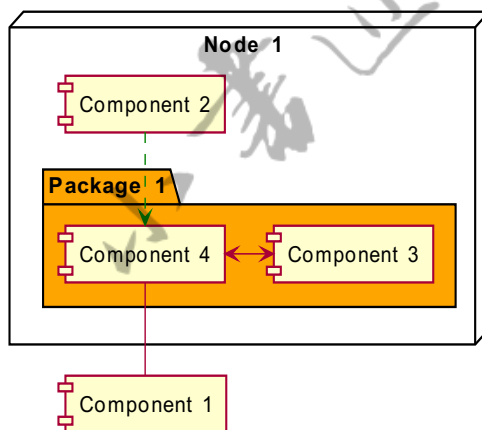 Node 1
Component 2
Package 1
Component 4
Component 3
Component 1